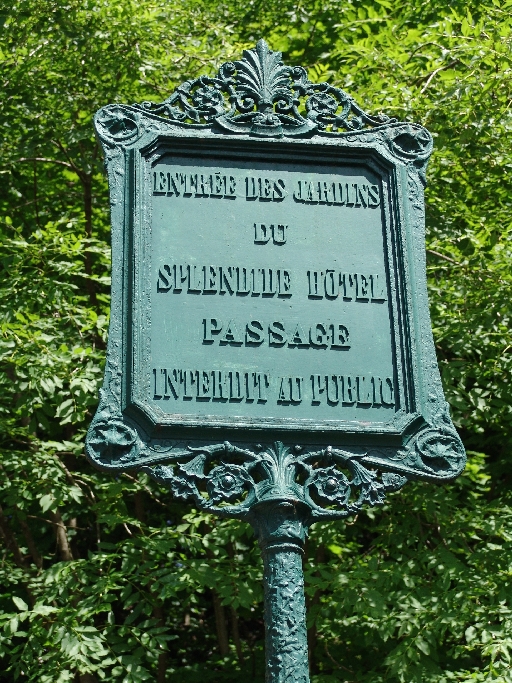 ENTRÉE DES JARDINS
DU
SPLENDIDE HÔTEL
PASSAGE
INTERDIT AU PUBLIC